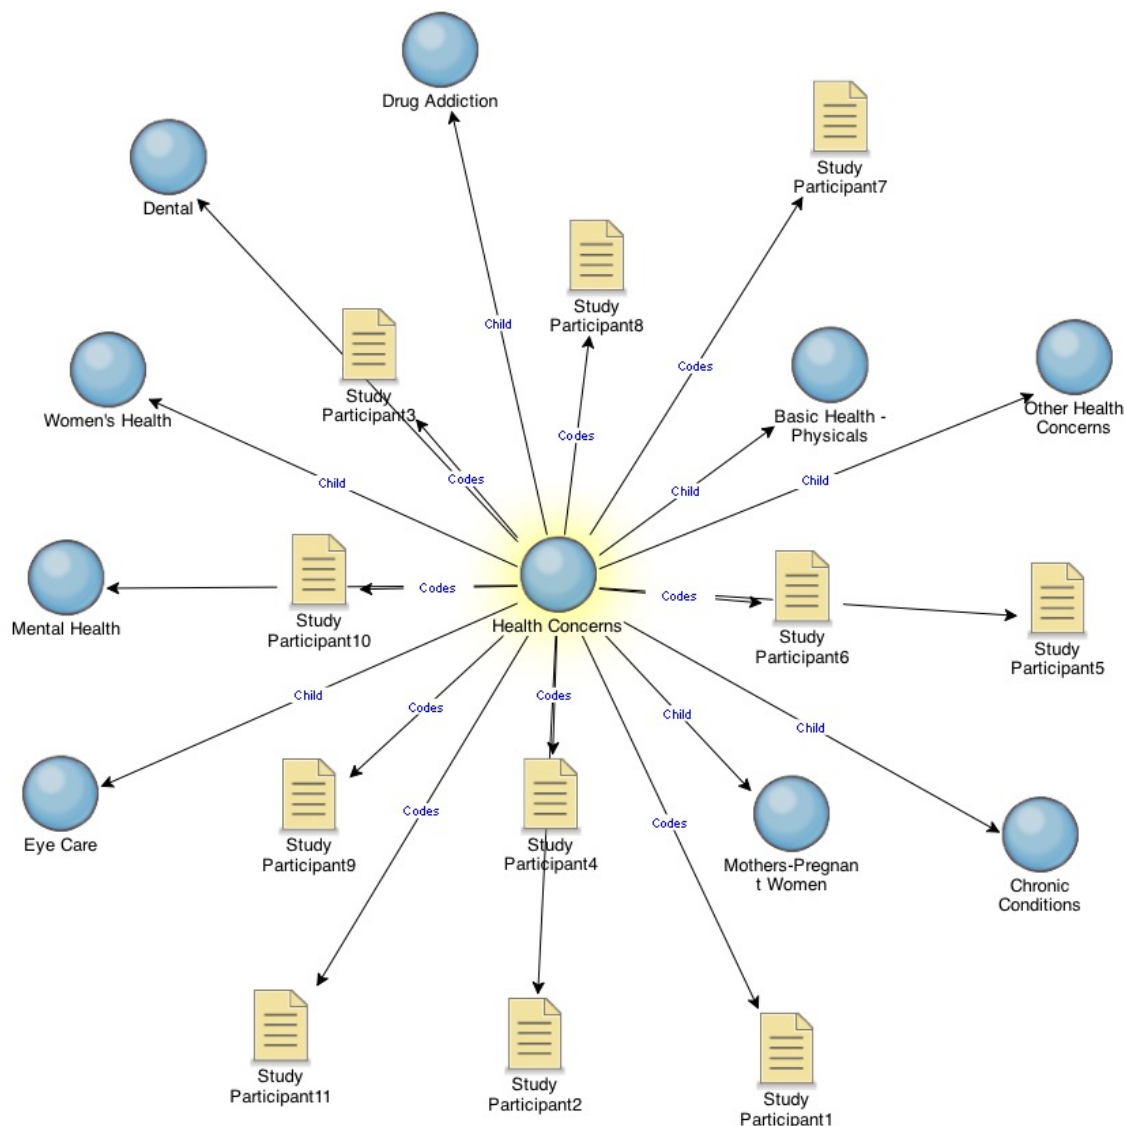 Drug Addiction
Study
Participant7
Dental
Study
Participant8
Child
Study
Participant3
Women's Health
Codes
Basic Health -
Physicals
Other Health
Concerns
Codes
Child
Codes
Child
Child
Study
Participant10
Mental Health
Codes
Health Concerns
Codes
Study
Participant6
Study
Participant5
Child
Codes
Codes
Child
Child
Eye Care
Study
Participant9
Codes
Study
Participant4
Codes
Mothers-Pregnan
t Women
Chronic
Conditions
Study
Participant11
Study
Participant2
Study
Participant1